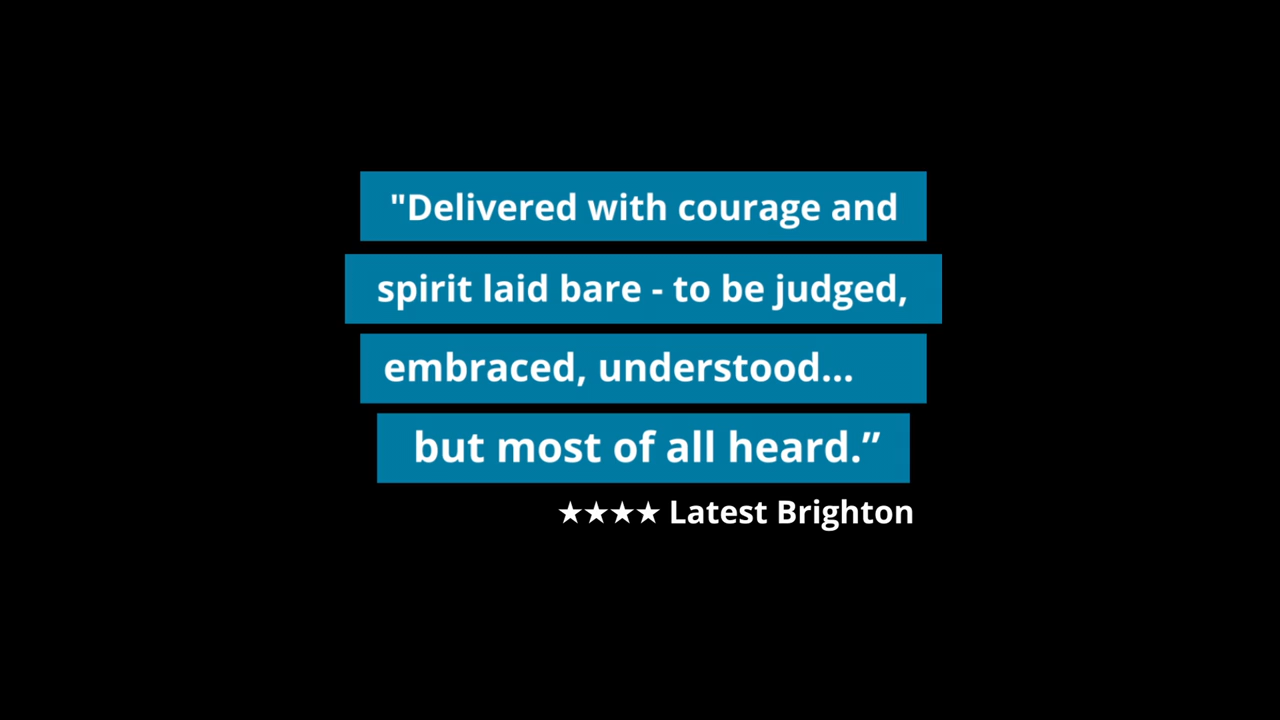 "Delivered with courage and
spirit laid bare - to be judged,
embraced, understood...
but most of all heard.”
★★★★ Latest Brighton